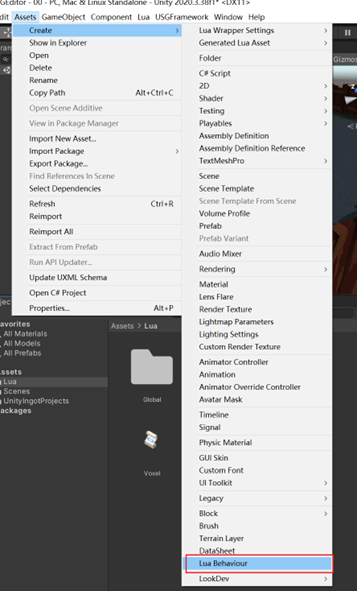 GEditor - 00 - PC, Mac & Linux Standalone - Unity 2020.3.38f1* <DX11>
dit Assets GameObject Component Lua USGFramework Window Help
Create
Show in Explorer
Open
Delete
Rename
Copy Path Alt+Ctrl+C
Open Scene Additive
View in Package Manager
Import New Asset...
Import Package
Export Package...
Find References In Scene
Select Dependencies
Refresh Ctrl+R
Reimport
Reimport All
Extract From Prefab
Run API Updater...
Update UXML Schema
Open C# Project
Properties... Alt+P
Lua Wrapper Settings
Generated Lua Asset
Folder
C# Script
2D
Shader
Testing
Playables
Assembly Definition
Assembly Definition Reference
TextMeshPro
Scene
Scene Template
Scene Template From Scene
Volume Profile
Prefab
Prefab Variant
Audio Mixer
Rendering
Material
Lens Flare
Render Texture
Lightmap Parameters
Lighting Settings
Custom Render Texture
Animator Controller
Animation
Animator Override Controller
Avatar Mask
Timeline
Signal
Physic Material
GUI Skin
Custom Font
UI Toolkit
Legacy
Block
Brush
Terrain Layer
DataSheet
Lua Behaviour
LookDev
Gizmos
avorites
All Materials
All Models
All Prefabs
ssets
Lua
Scenes
UnityIngotProjects
ackages
Assets > Lua
Global
Voxel